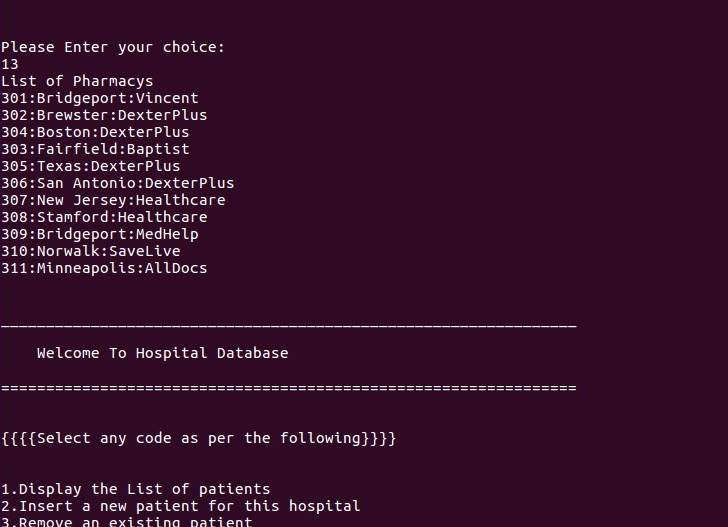 Please Enter your choice:
13
List of Pharmacys
301:Bridgeport:Vincent
302:Brewster:DexterPlus
304:Boston:DexterPlus
303:Fairfield:Baptist
305:Texas:DexterPlus
306:San Antonio:DexterPlus
307:New Jersey:Healthcare
308:Stamford:Healthcare
309:Bridgeport:MedHelp
310:Norwalk:SaveLive
311:Minneapolis:AllDocs
________________________________________________________________
Welcome To Hospital Database
================================================================
{{{{Select any code as per the following}}}}
1.Display the List of patients
2.Insert a new patient for this hospital
3.Remove an existing patient